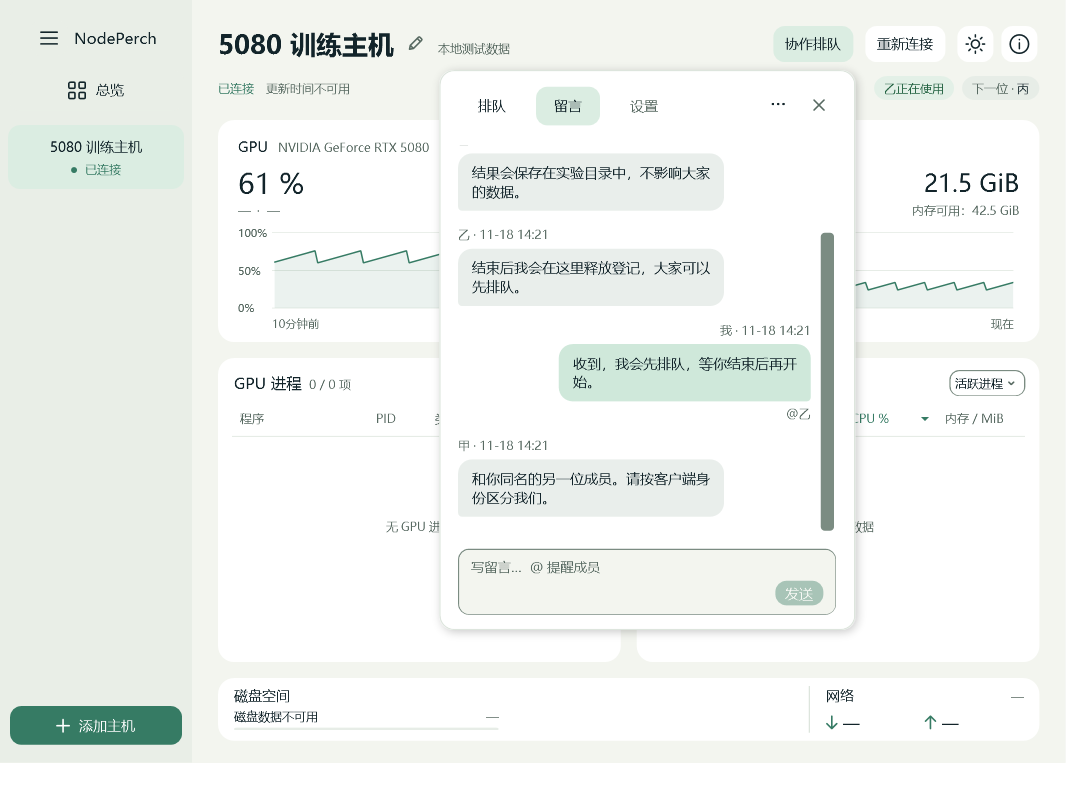 NodePerch
总览
5080 训练主机
已连接
添加主机
5080 训练主机
本地测试数据
协作排队
重新连接
已连接 更新时间不可用
乙正在使用
下一位 · 丙
GPU NVIDIA GeForce RTX 5080
61 %
— · —
100%
50%
0%
10分钟前
21.5 GiB
内存可用：42.5 GiB
现在
排队
留言
设置
结果会保存在实验目录中，不影响大家
的数据。
乙 · 11-18 14:21
结束后我会在这里释放登记，大家可以
先排队。
我 · 11-18 14:21
收到，我会先排队，等你结束后再开
始。
@乙
甲 · 11-18 14:21
和你同名的另一位成员。请按客户端身
份区分我们。
写留言... @ 提醒成员
发送
GPU 进程 0 / 0 项
活跃进程
程序
PID
CPU %
内存 / MiB
无 GPU 进
数据
磁盘空间
磁盘数据不可用
—
网络
—
↓ —
↑ —